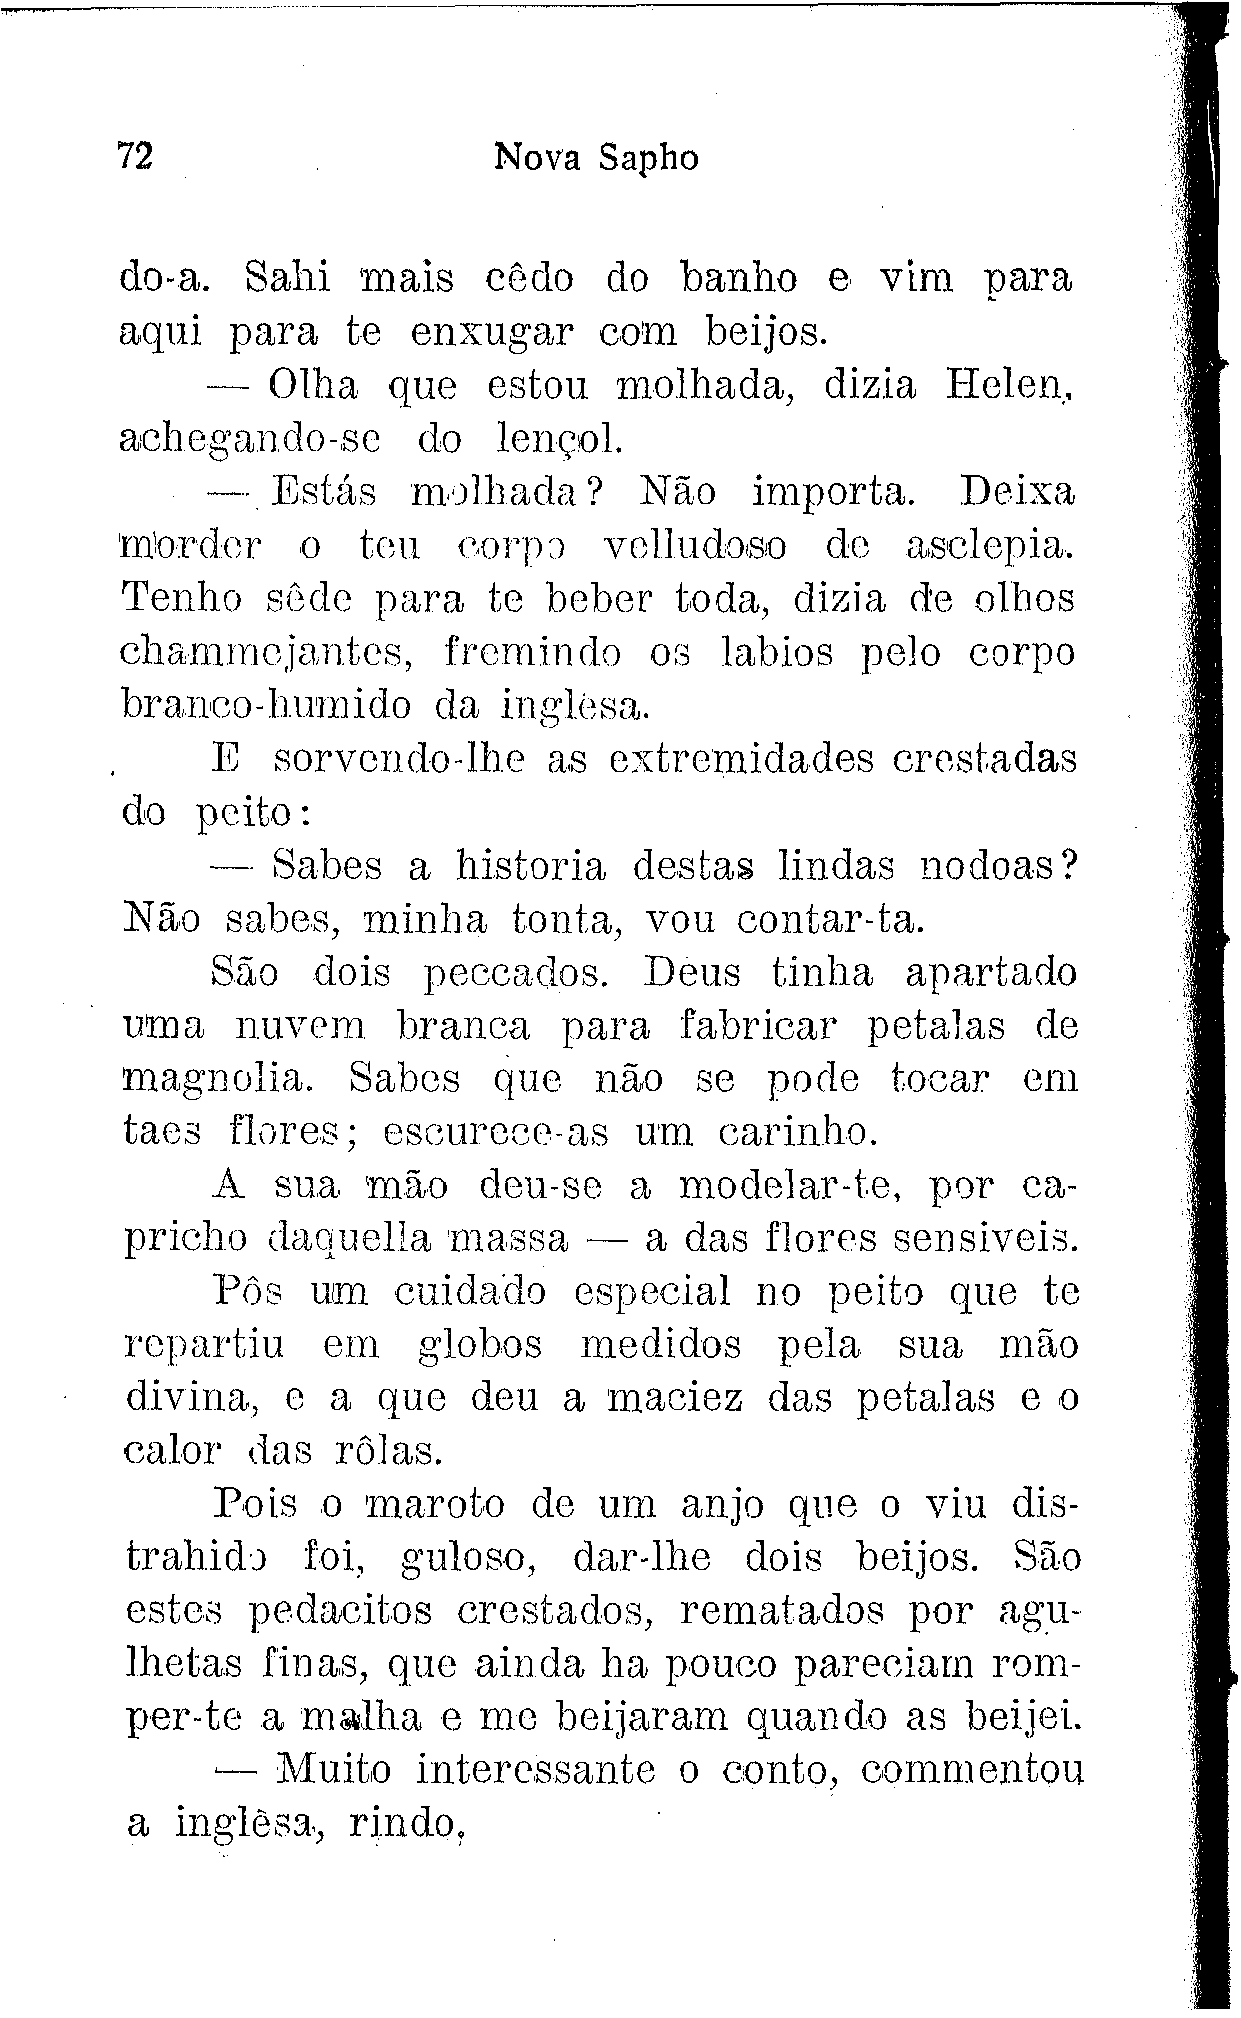 72 Nova Sapho
do-a. Sahi mais cêdo do banho e vim para
aqui para te enxugar com beijos.
— Olha que estou molhada, dizia Helen,
achegando-se do lençol.
— Estás molhada? Não importa. Deixa
morder o teu corpo velludoso de asclepia.
Tenho sêde para te beber toda, dizia de olhos
chammejantes, fremindo os labios pelo corpo
branco-humido da inglêsa.
E sorvendo-lhe as extremidades crestadas
do peito:
— Sabes a historia destas lindas nodoas?
Não sabes, minha tonta, vou contar-ta.
São dois peccados. Deus tinha apartado
uma nuvem branca para fabricar petalas de
magnolia. Sabes que não se pode tocar em
taes flores; escurece-as um carinho.
A sua mão deu-se a modelar-te, por ca-
pricho daquella massa — a das flores sensiveis.
Pôs um cuidado especial no peito que te
repartiu em globos medidos pela sua mão
divina, e a que deu a maciez das petalas e o
calor das rôlas.
Pois o maroto de um anjo que o viu dis-
trahido foi, guloso, dar-lhe dois beijos. São
estes pedacitos crestados, rematados por agu-
lhetas finas, que ainda ha pouco pareciam rom-
per-te a malha e me beijaram quando as beijei.
— Muito interessante o conto, commentou
a inglêsa, rindo.